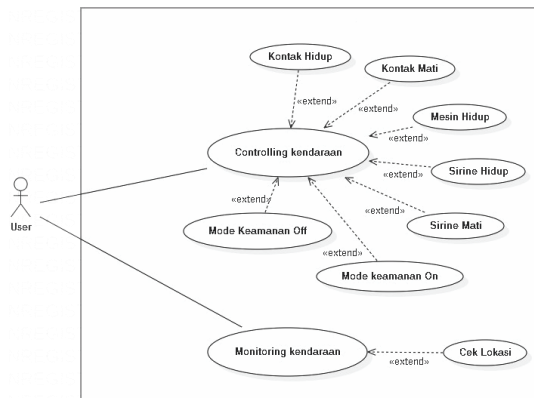 Kontak Hidup
Kontak Mati
«extend»
«extend»
Mesin Hidup
«extend»
Controlling kendaraan
«extend»
Sirine Hidup
«extend»
«extend»
Sirine Mati
User
Mode Keamanan Off
«extend»
Mode keamanan On
Monitoring kendaraan
Cek Lokasi
«extend»